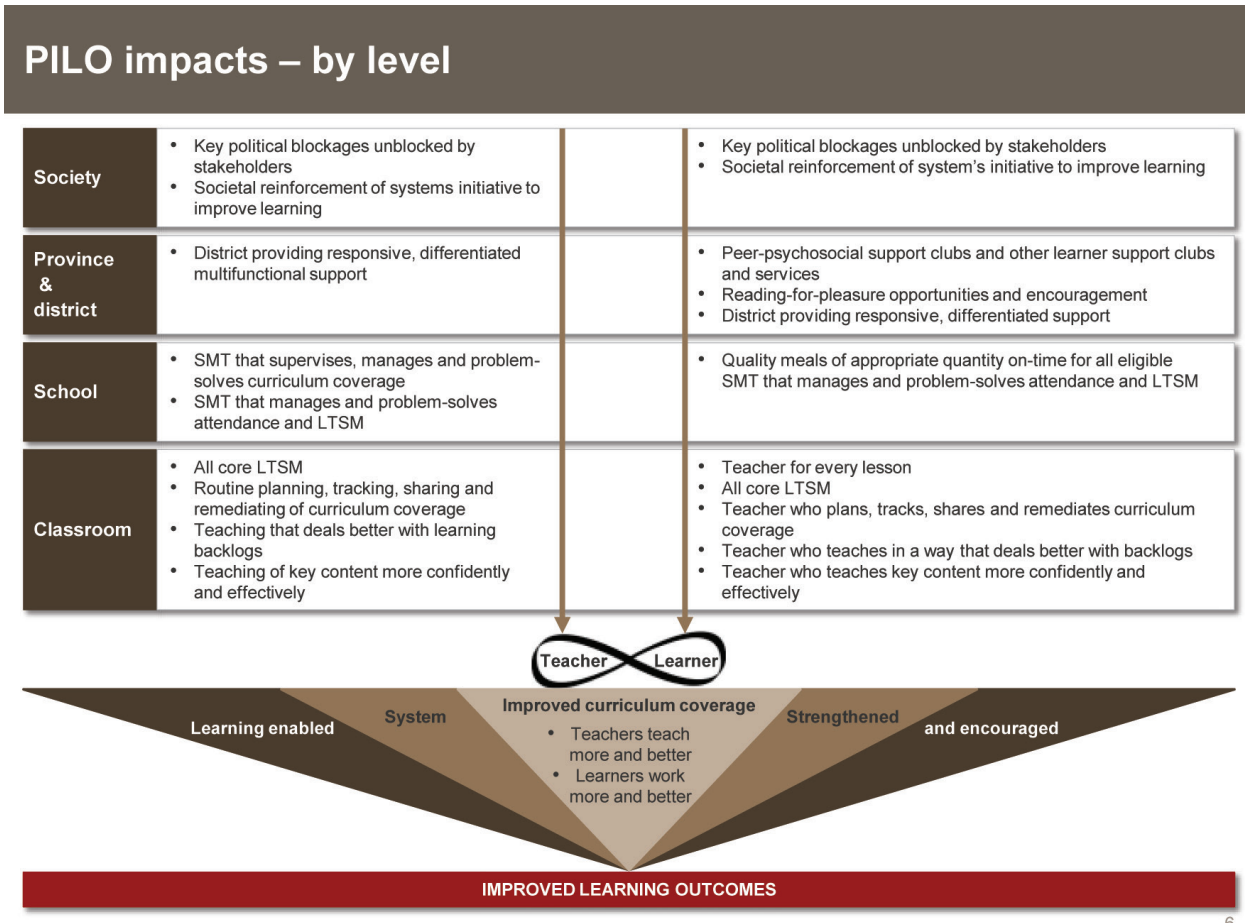 PILO impacts – by level
Society
• Key political blockages unblocked by
stakeholders
• Societal reinforcement of systems initiative to
improve learning
• Key political blockages unblocked by stakeholders
• Societal reinforcement of system's initiative to improve learning
Province
&
district
• District providing responsive, differentiated
multifunctional support
• Peer-psychosocial support clubs and other learner support clubs
and services
• Reading-for-pleasure opportunities and encouragement
• District providing responsive, differentiated support
School
• SMT that supervises, manages and problem-
solves curriculum coverage
• SMT that manages and problem-solves
attendance and LTSM
• Quality meals of appropriate quantity on-time for all eligible
SMT that manages and problem-solves attendance and LTSM
Classroom
• All core LTSM
• Routine planning, tracking, sharing and
remediating of curriculum coverage
• Teaching that deals better with learning
backlogs
• Teaching of key content more confidently
and effectively
• Teacher for every lesson
• All core LTSM
• Teacher who plans, tracks, shares and remediates curriculum
coverage
• Teacher who teaches in a way that deals better with backlogs
• Teacher who teaches key content more confidently and
effectively
Teacher Learner
Learning enabled
System
Improved curriculum coverage
• Teachers teach
more and better
• Learners work
more and better
Strengthened
and encouraged
IMPROVED LEARNING OUTCOMES
6